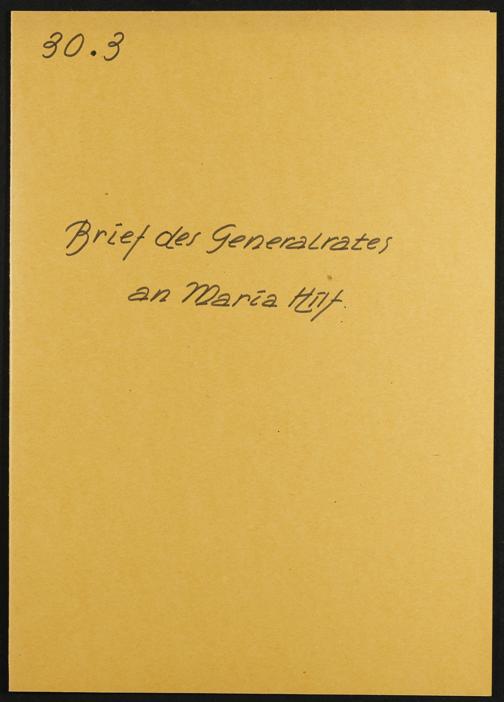 30.3
Brief des Generalrates
an Maria Hilf.